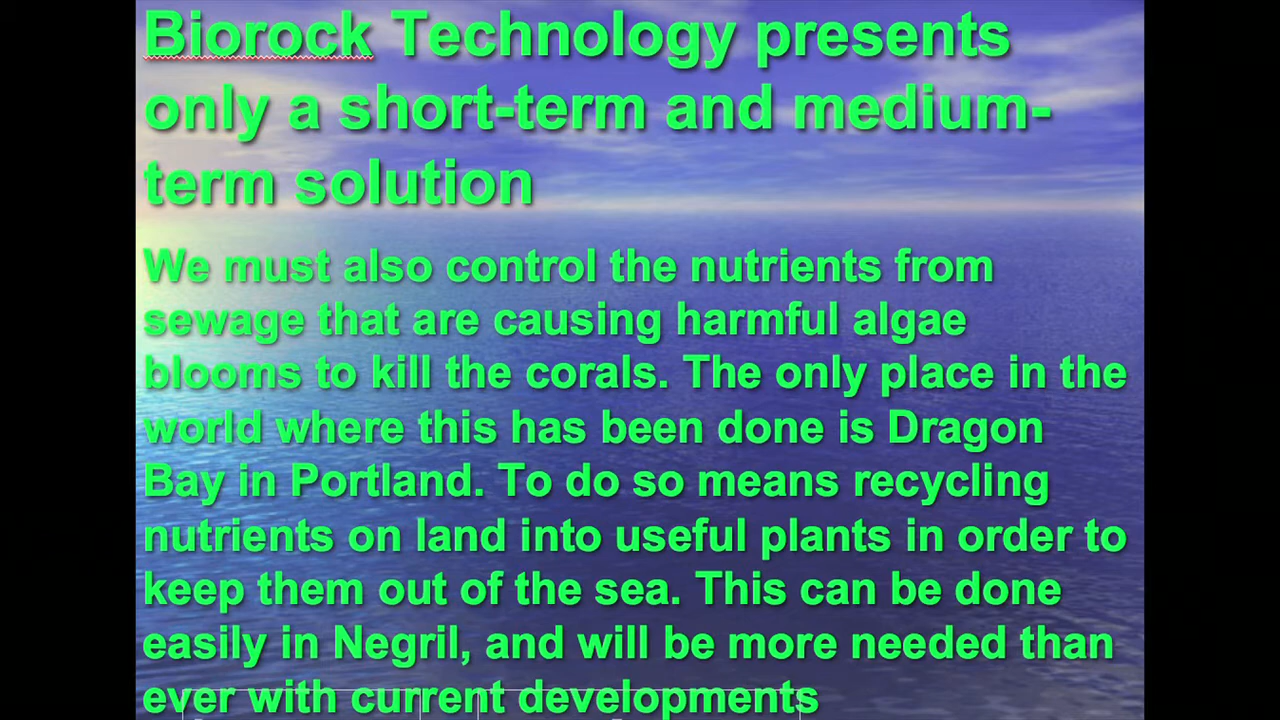 Biorock Technology presents
only a short-term and medium-
term solution
We must also control the nutrients from
sewage that are causing harmful algae
blooms to kill the corals. The only place in the
world where this has been done is Dragon
Bay in Portland. To do so means recycling
nutrients on land into useful plants in order to
keep them out of the sea. This can be done
easily in Negril, and will be more needed than
ever with current developments